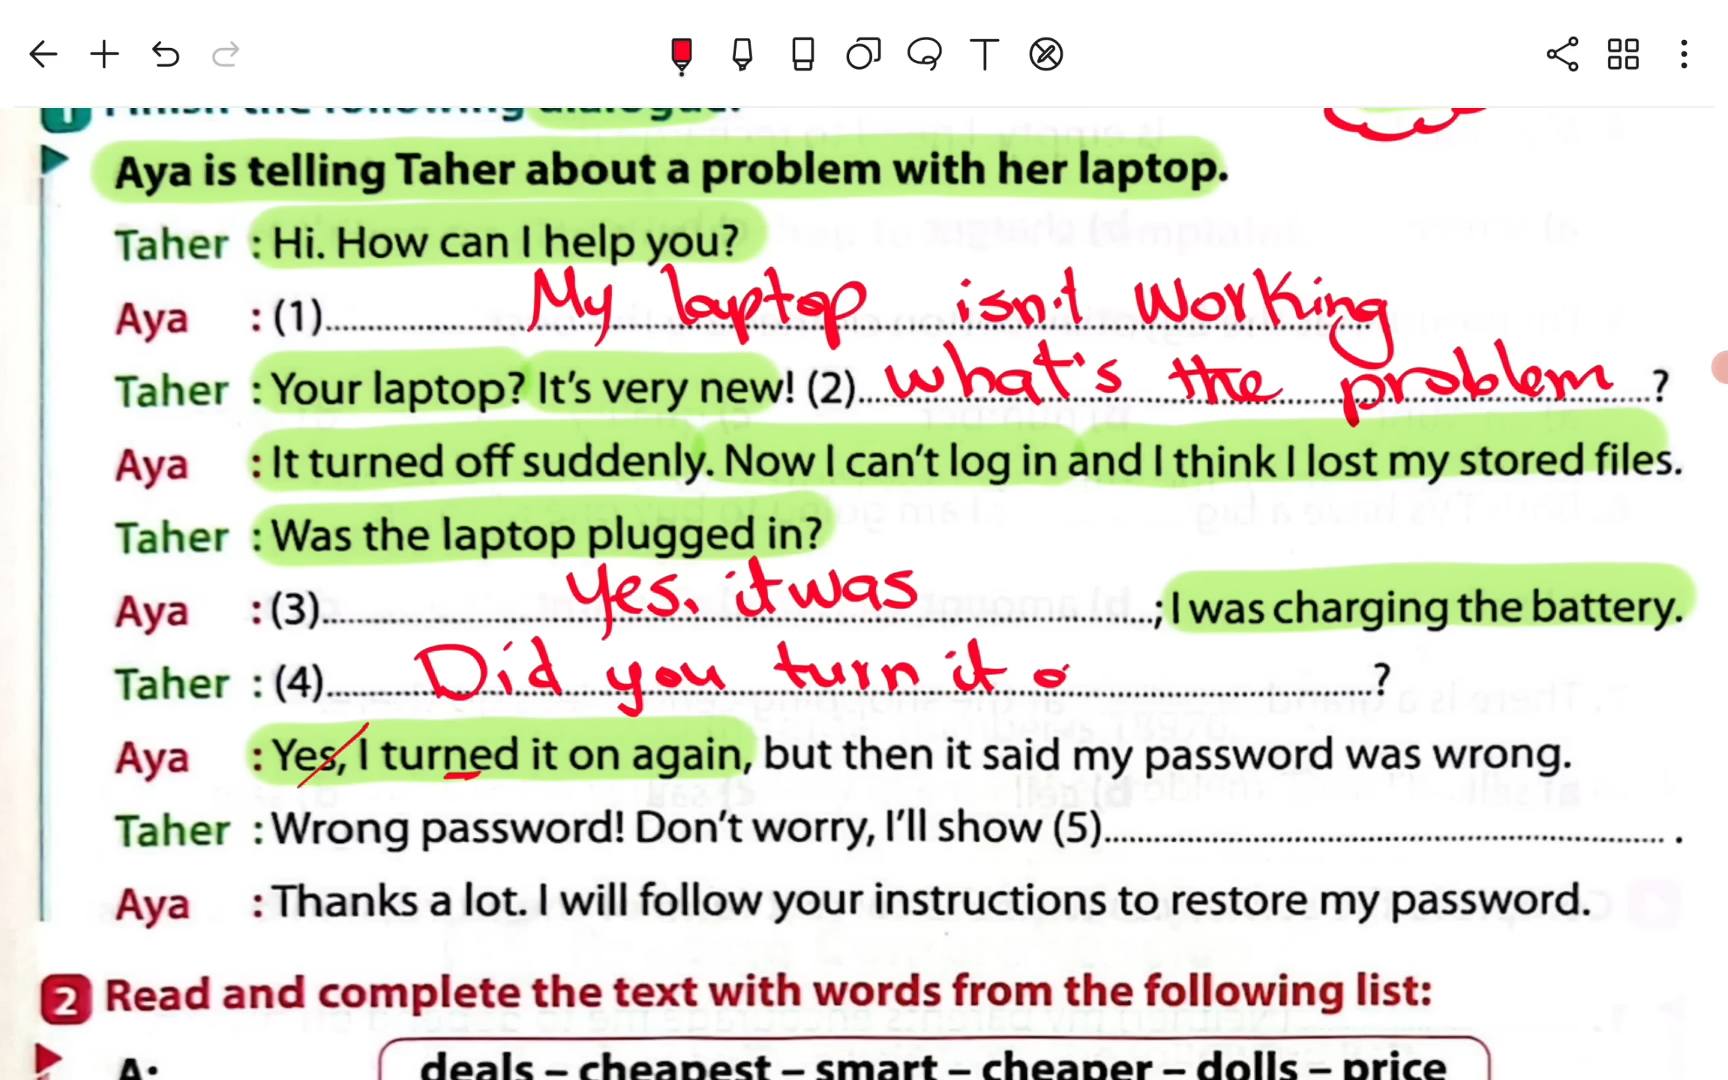 1 Finish the following dialogue.
Aya is telling Taher about a problem with her laptop.
Taher : Hi. How can I help you?
Aya : (1) My laptop isn't working
Taher : Your laptop? It's very new! (2) what's the problem ?
Aya : It turned off suddenly. Now I can't log in and I think I lost my stored files.
Taher : Was the laptop plugged in?
Aya : (3) Yes, it was ; I was charging the battery.
Taher : (4) Did you turn it o ?
Aya : Yes, I turned it on again, but then it said my password was wrong.
Taher : Wrong password! Don't worry, I'll show (5) .
Aya : Thanks a lot. I will follow your instructions to restore my password.
2 Read and complete the text with words from the following list:
A: deals – cheapest – smart – cheaper – dolls – price